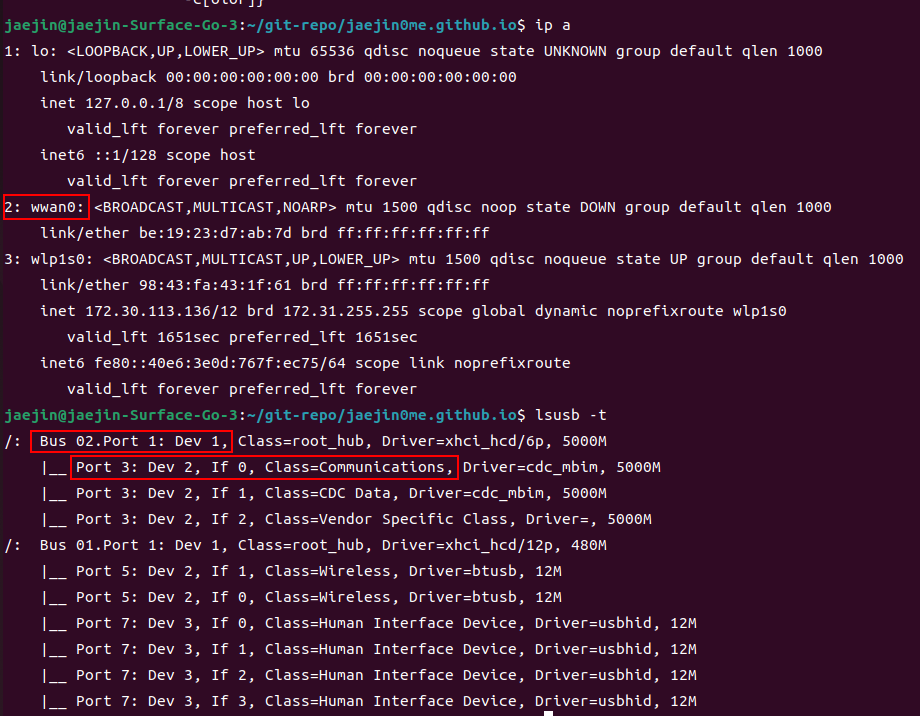 jaejin@jaejin-Surface-Go-3:~/git-repo/jaejin0me.github.io$ ip a
1: lo: <LOOPBACK,UP,LOWER_UP> mtu 65536 qdisc noqueue state UNKNOWN group default qlen 1000
link/loopback 00:00:00:00:00:00 brd 00:00:00:00:00:00
inet 127.0.0.1/8 scope host lo
valid_lft forever preferred_lft forever
inet6 ::1/128 scope host
valid_lft forever preferred_lft forever
2: wwan0: <BROADCAST,MULTICAST,NOARP> mtu 1500 qdisc noop state DOWN group default qlen 1000
link/ether be:19:23:d7:ab:7d brd ff:ff:ff:ff:ff:ff
3: wlp1s0: <BROADCAST,MULTICAST,UP,LOWER_UP> mtu 1500 qdisc noqueue state UP group default qlen 1000
link/ether 98:43:fa:43:1f:61 brd ff:ff:ff:ff:ff:ff
inet 172.30.113.136/12 brd 172.31.255.255 scope global dynamic noprefixroute wlp1s0
valid_lft 1651sec preferred_lft 1651sec
inet6 fe80::40e6:3e0d:767f:ec75/64 scope link noprefixroute
valid_lft forever preferred_lft forever
jaejin@jaejin-Surface-Go-3:~/git-repo/jaejin0me.github.io$ lsusb -t
/:  Bus 02.Port 1: Dev 1, Class=root_hub, Driver=xhci_hcd/6p, 5000M
|__ Port 3: Dev 2, If 0, Class=Communications, Driver=cdc_mbim, 5000M
|__ Port 3: Dev 2, If 1, Class=CDC Data, Driver=cdc_mbim, 5000M
|__ Port 3: Dev 2, If 2, Class=Vendor Specific Class, Driver=, 5000M
/:  Bus 01.Port 1: Dev 1, Class=root_hub, Driver=xhci_hcd/12p, 480M
|__ Port 5: Dev 2, If 1, Class=Wireless, Driver=btusb, 12M
|__ Port 5: Dev 2, If 0, Class=Wireless, Driver=btusb, 12M
|__ Port 7: Dev 3, If 0, Class=Human Interface Device, Driver=usbhid, 12M
|__ Port 7: Dev 3, If 1, Class=Human Interface Device, Driver=usbhid, 12M
|__ Port 7: Dev 3, If 2, Class=Human Interface Device, Driver=usbhid, 12M
|__ Port 7: Dev 3, If 3, Class=Human Interface Device, Driver=usbhid, 12M